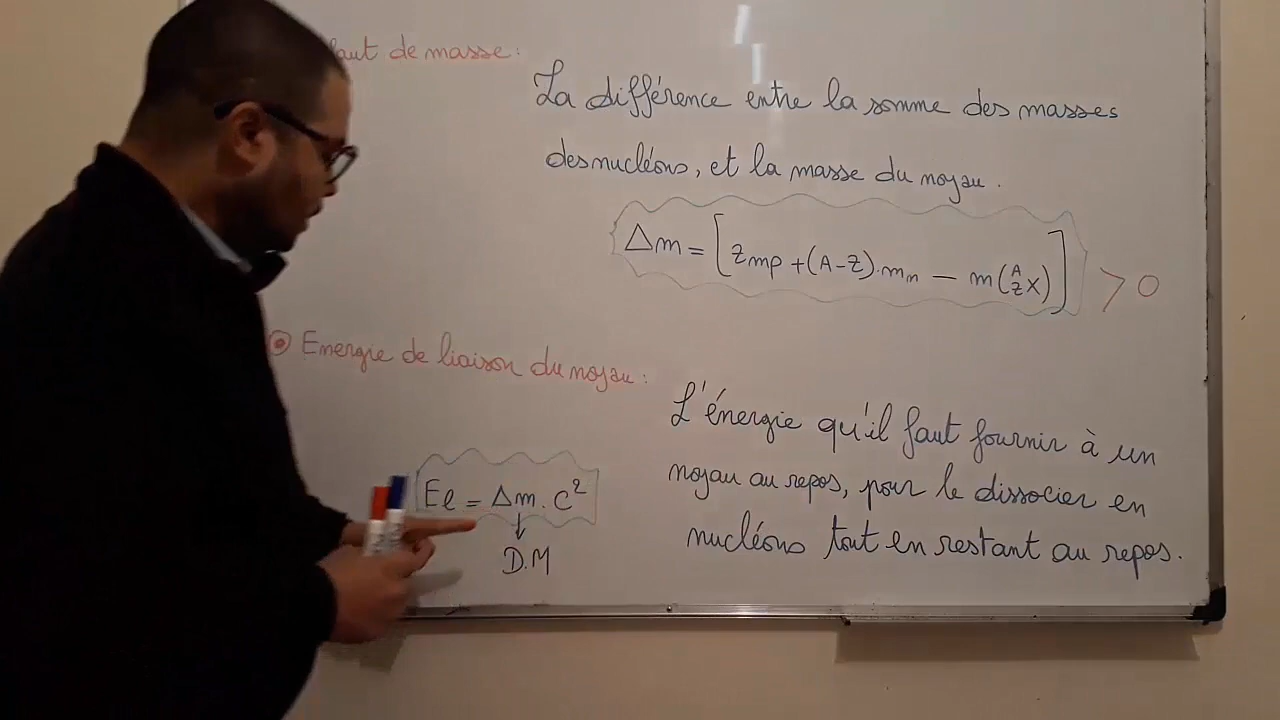 faut de masse :
La différence entre la somme des masses
des nucléons, et la masse du noyau.
Δm = [Zmp + (A-Z).mn - m(ᴬ_ZX)] > 0
Energie de liaison du noyau :
L'énergie qu'il faut fournir à un
noyau au repos, pour le dissocier en
nucléons tout en restant au repos.
El = Δm.c²
↓
D.M